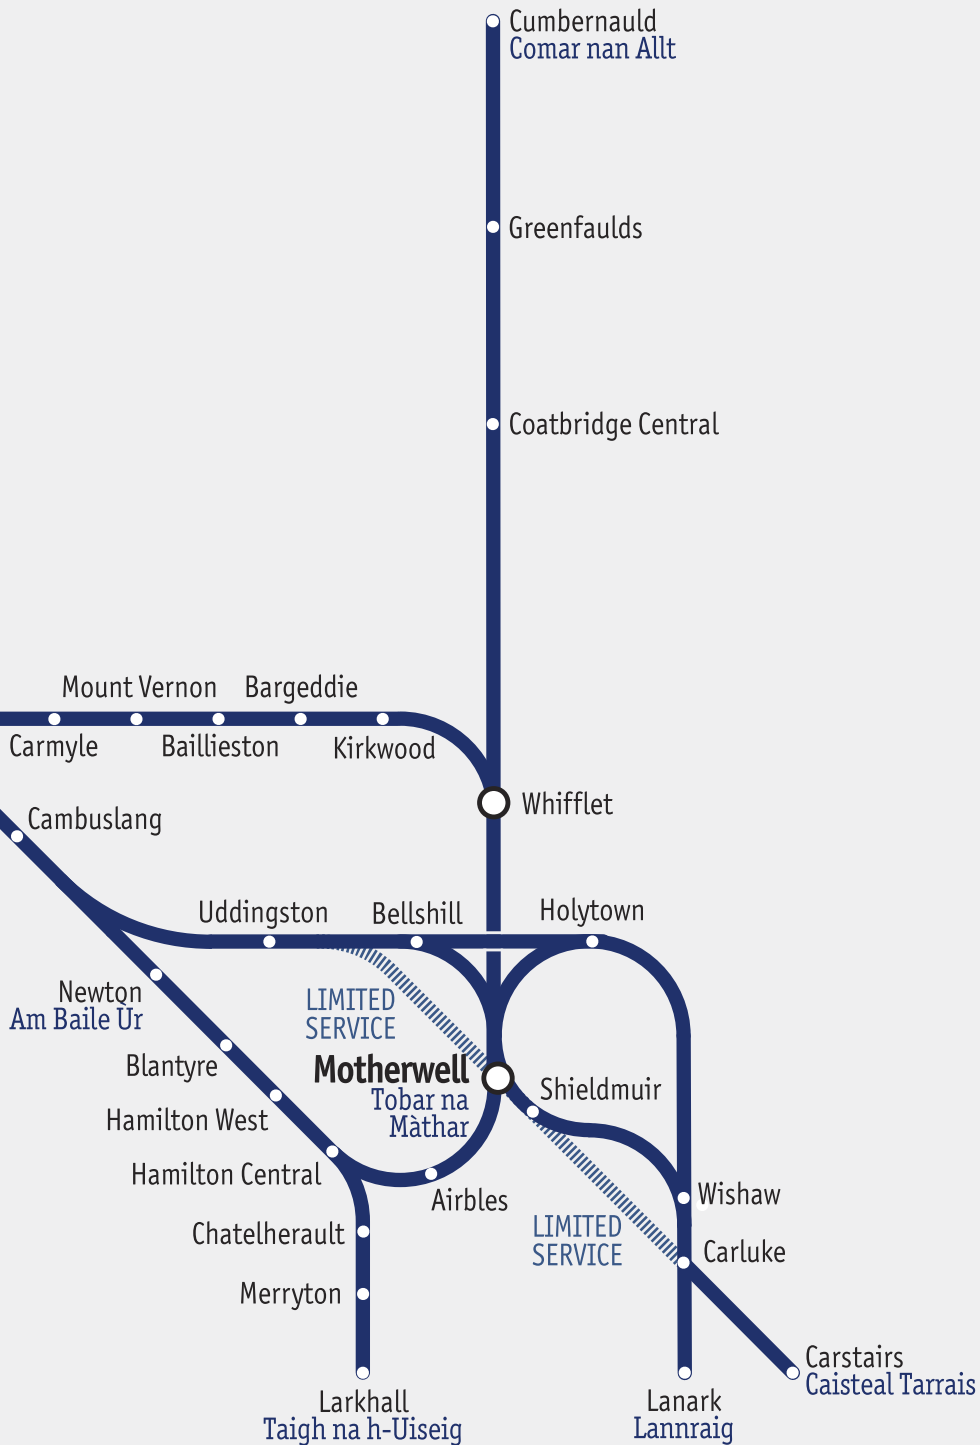 Cumbernauld
Comar nan Allt
Greenfaulds
Coatbridge Central
Mount Vernon
Bargeddie
Carmyle
Baillieston
Kirkwood
Whifflet
Cambuslang
Uddingston
Bellshill
Holytown
Newton
Am Baile Ùr
LIMITED
SERVICE
Blantyre
Motherwell
Tobar na
Màthar
Shieldmuir
Hamilton West
Hamilton Central
Airbles
Wishaw
Chatelherault
LIMITED
SERVICE
Carluke
Merryton
Larkhall
Taigh na h-Uiseig
Lanark
Lannraig
Carstairs
Caisteal Tarrais